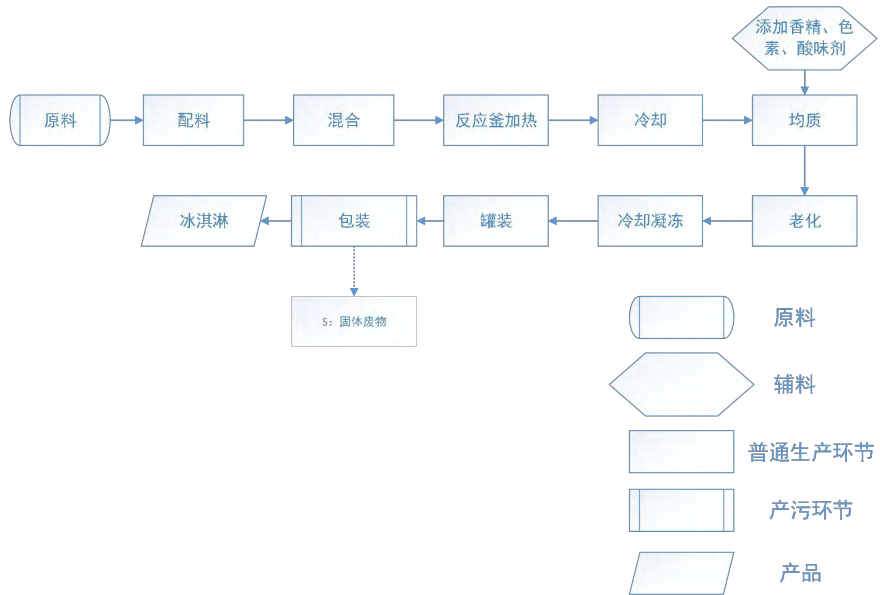 添加香精、色
素、酸味剂
原料
配料
混合
反应釜加热
冷却
均质
冰淇淋
包装
罐装
冷却凝冻
老化
S: 固体废物
原料
辅料
普通生产环节
产污环节
产品